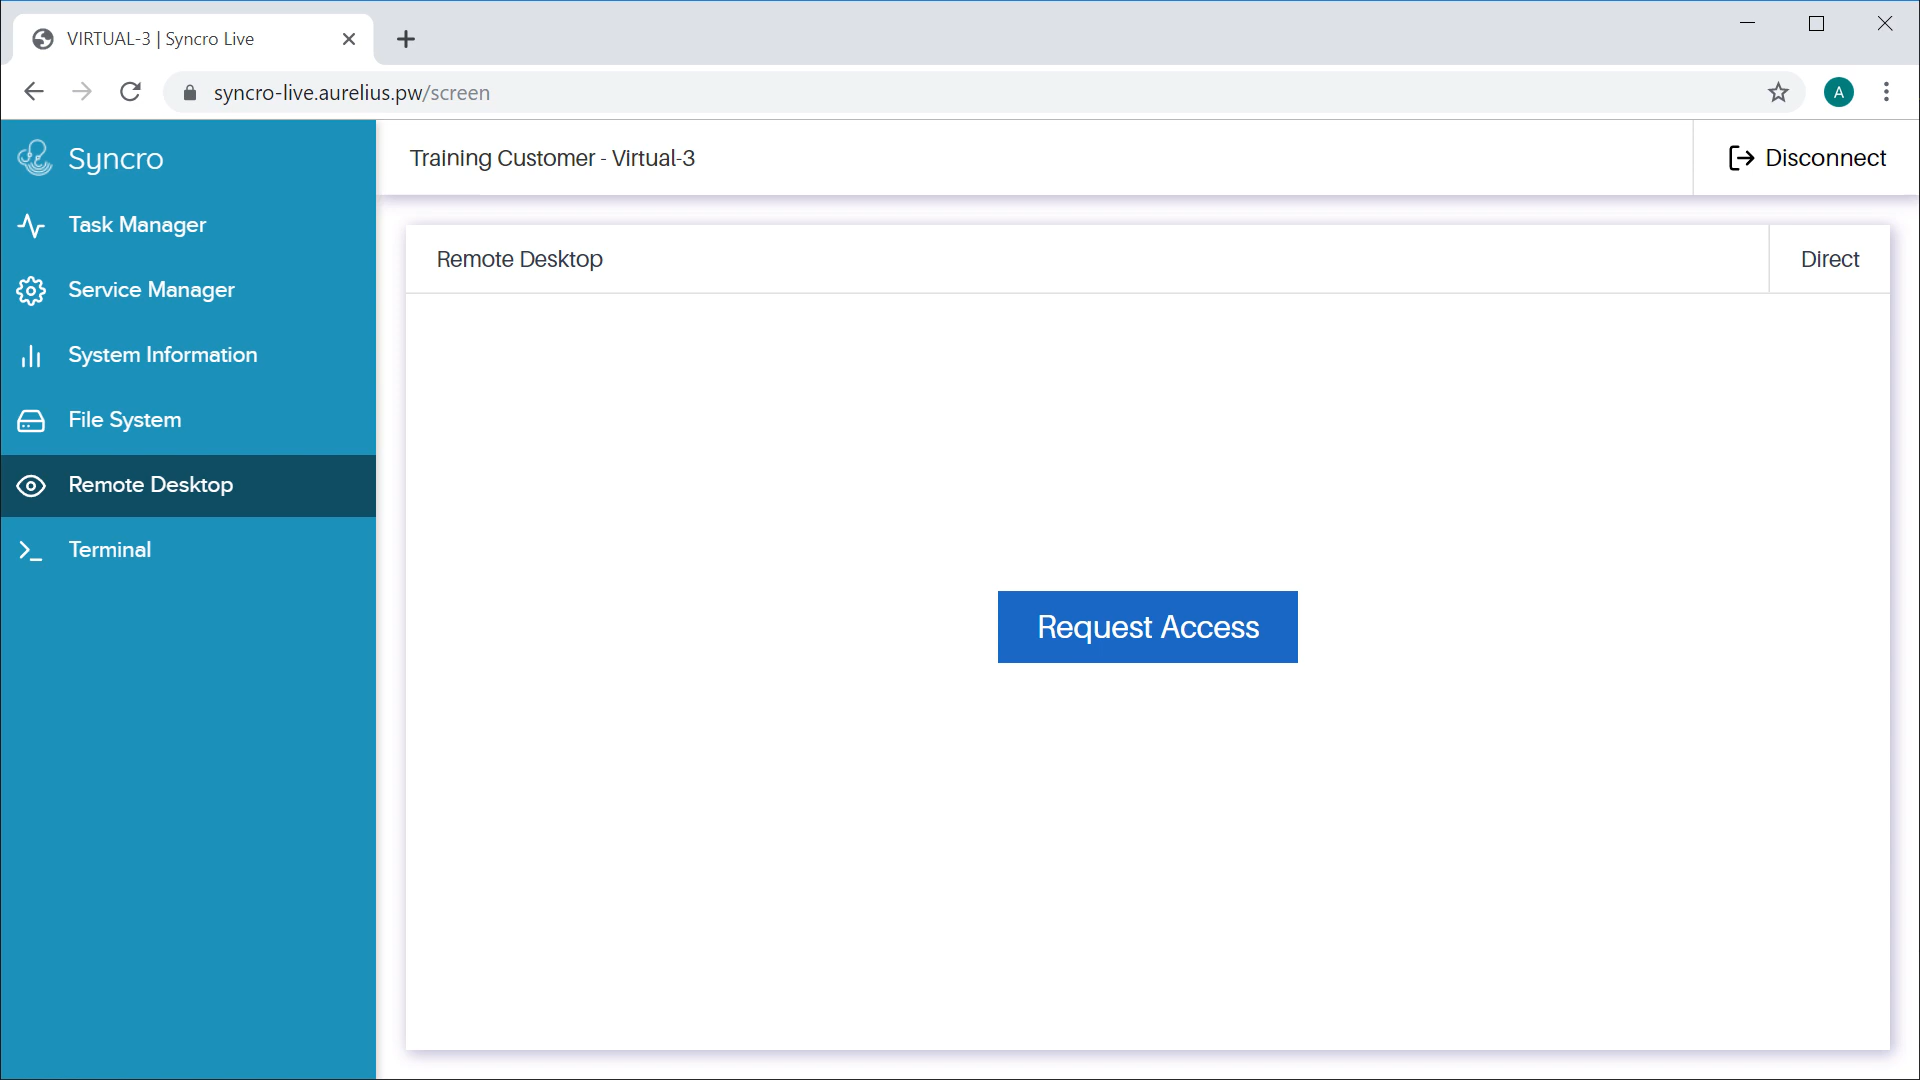 VIRTUAL-3 | Syncro Live
syncro-live.aurelius.pw/screen
A
Syncro
Training Customer - Virtual-3
Disconnect
Task Manager
Service Manager
System Information
File System
Remote Desktop
Terminal
Remote Desktop
Direct
Request Access